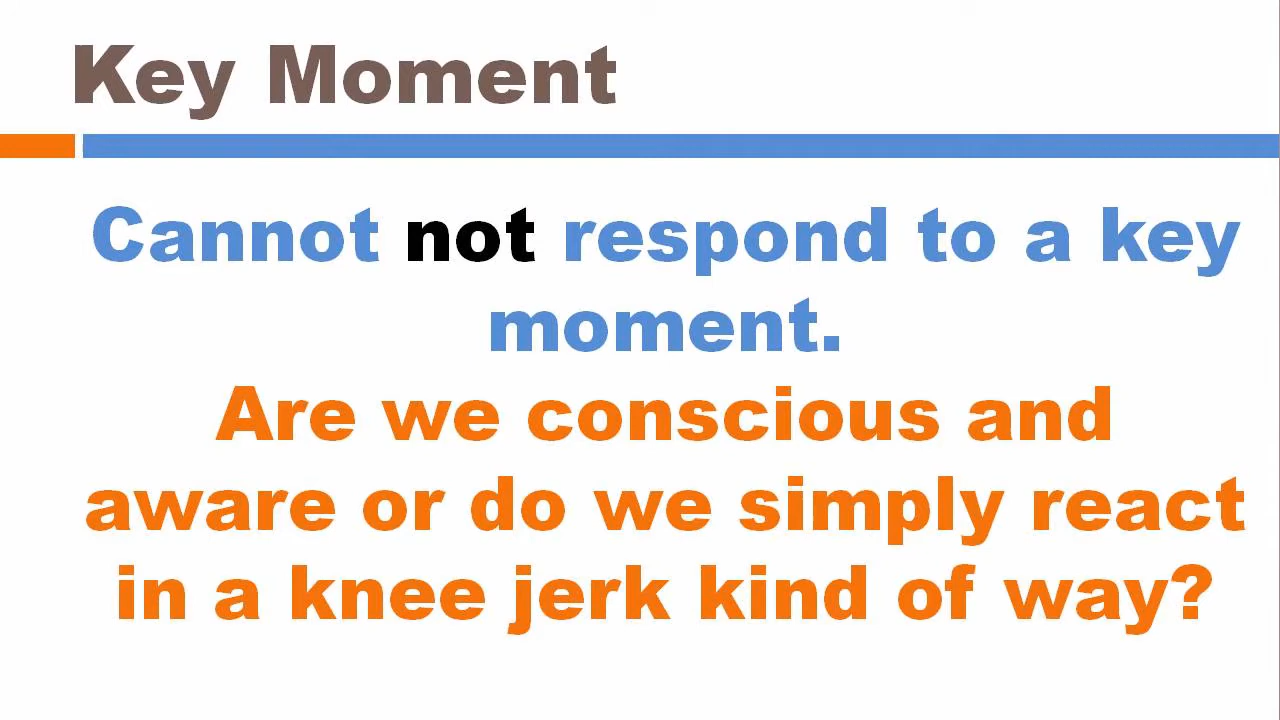 Key Moment
Cannot not respond to a key
moment.
Are we conscious and
aware or do we simply react
in a knee jerk kind of way?